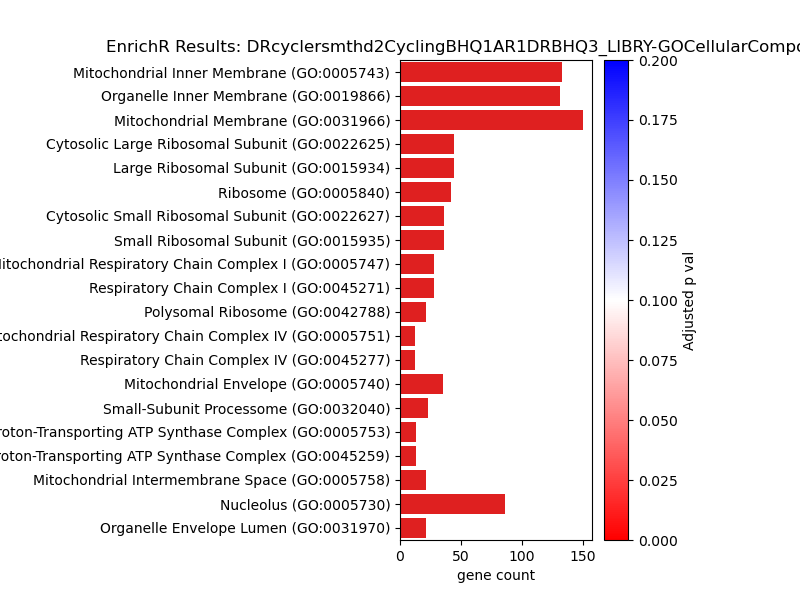 EnrichR Results: DRcyclersmthd2CyclingBHQ1AR1DRBHQ3_LIBRY-GOCellularCompo
Mitochondrial Inner Membrane (GO:0005743)
Organelle Inner Membrane (GO:0019866)
Mitochondrial Membrane (GO:0031966)
Cytosolic Large Ribosomal Subunit (GO:0022625)
Large Ribosomal Subunit (GO:0015934)
Ribosome (GO:0005840)
Cytosolic Small Ribosomal Subunit (GO:0022627)
Small Ribosomal Subunit (GO:0015935)
itochondrial Respiratory Chain Complex I (GO:0005747)
Respiratory Chain Complex I (GO:0045271)
Polysomal Ribosome (GO:0042788)
tochondrial Respiratory Chain Complex IV (GO:0005751)
Respiratory Chain Complex IV (GO:0045277)
Mitochondrial Envelope (GO:0005740)
Small-Subunit Processome (GO:0032040)
roton-Transporting ATP Synthase Complex (GO:0005753)
roton-Transporting ATP Synthase Complex (GO:0045259)
Mitochondrial Intermembrane Space (GO:0005758)
Nucleolus (GO:0005730)
Organelle Envelope Lumen (GO:0031970)
0 50 100 150
gene count
0.200
0.175
0.150
0.125
0.100
0.075
0.050
0.025
0.000
Adjusted p val